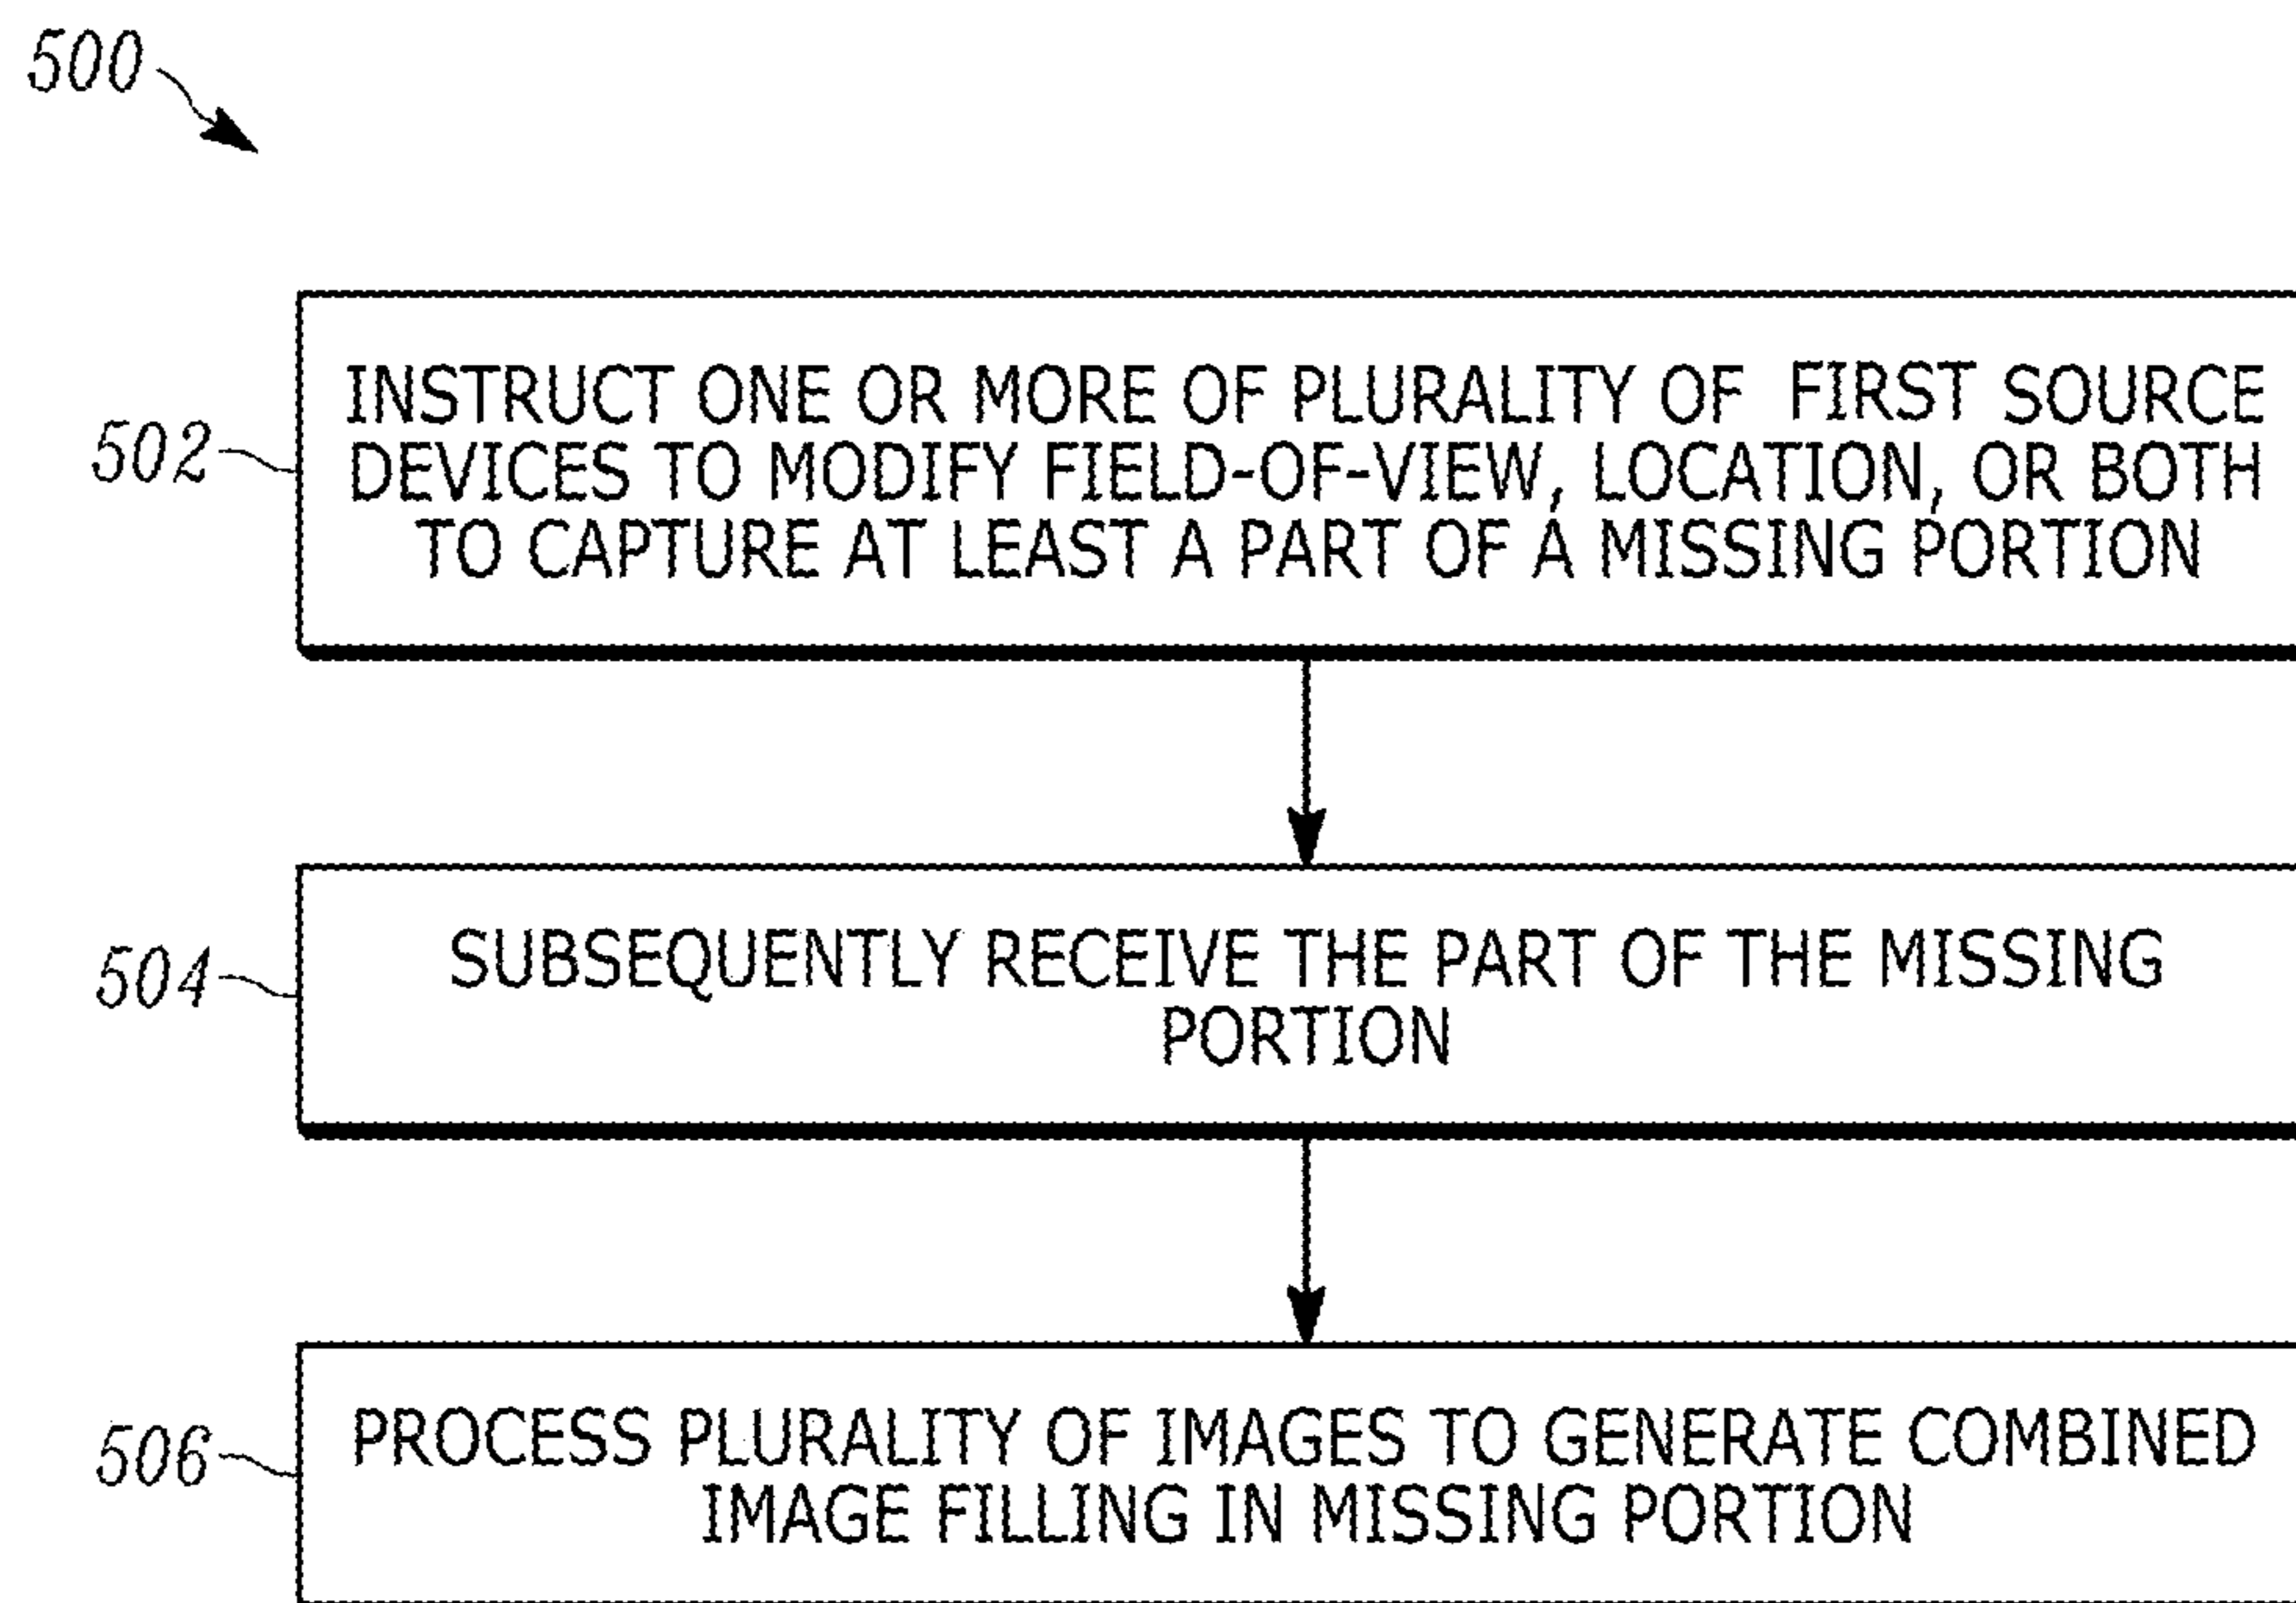 500
502
INSTRUCT ONE OR MORE OF PLURALITY OF FIRST SOURCE
DEVICES TO MODIFY FIELD-OF-VIEW, LOCATION, OR BOTH
TO CAPTURE AT LEAST A PART OF A MISSING PORTION
504
SUBSEQUENTLY RECEIVE THE PART OF THE MISSING
PORTION
506
PROCESS PLURALITY OF IMAGES TO GENERATE COMBINED
IMAGE FILLING IN MISSING PORTION